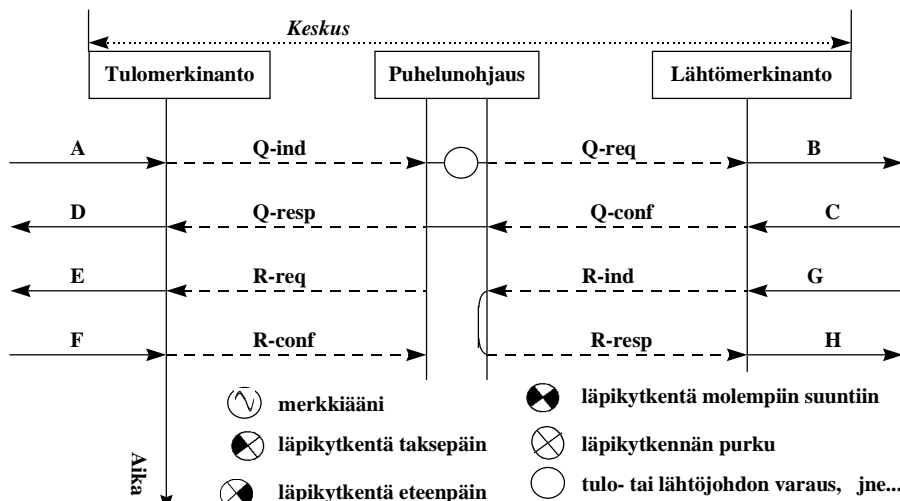 Keskus
Tulomerkinanto Puhelunohjaus Lähtömerkinanto
A Q-ind Q-req B
D Q-resp Q-conf C
E R-req R-ind G
F R-conf R-resp H
merkkiääni
läpikytkentä taksepäin
läpikytkentä eteenpäin
läpikytkentä molempiin suuntiin
läpikytkennän purku
tulo- tai lähtöjohdon varaus, jne...
Aika